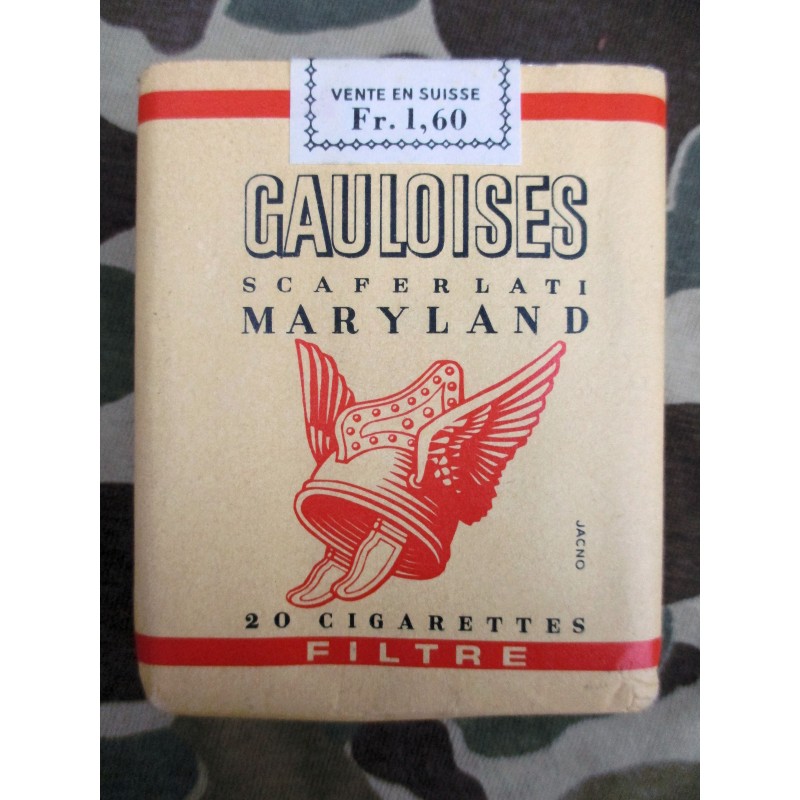 VENTE EN SUISSE
Fr. 1,60
GAULOISES
SCAFERLATI
MARYLAND
JACNO
20 CIGARETTES
FILTRE